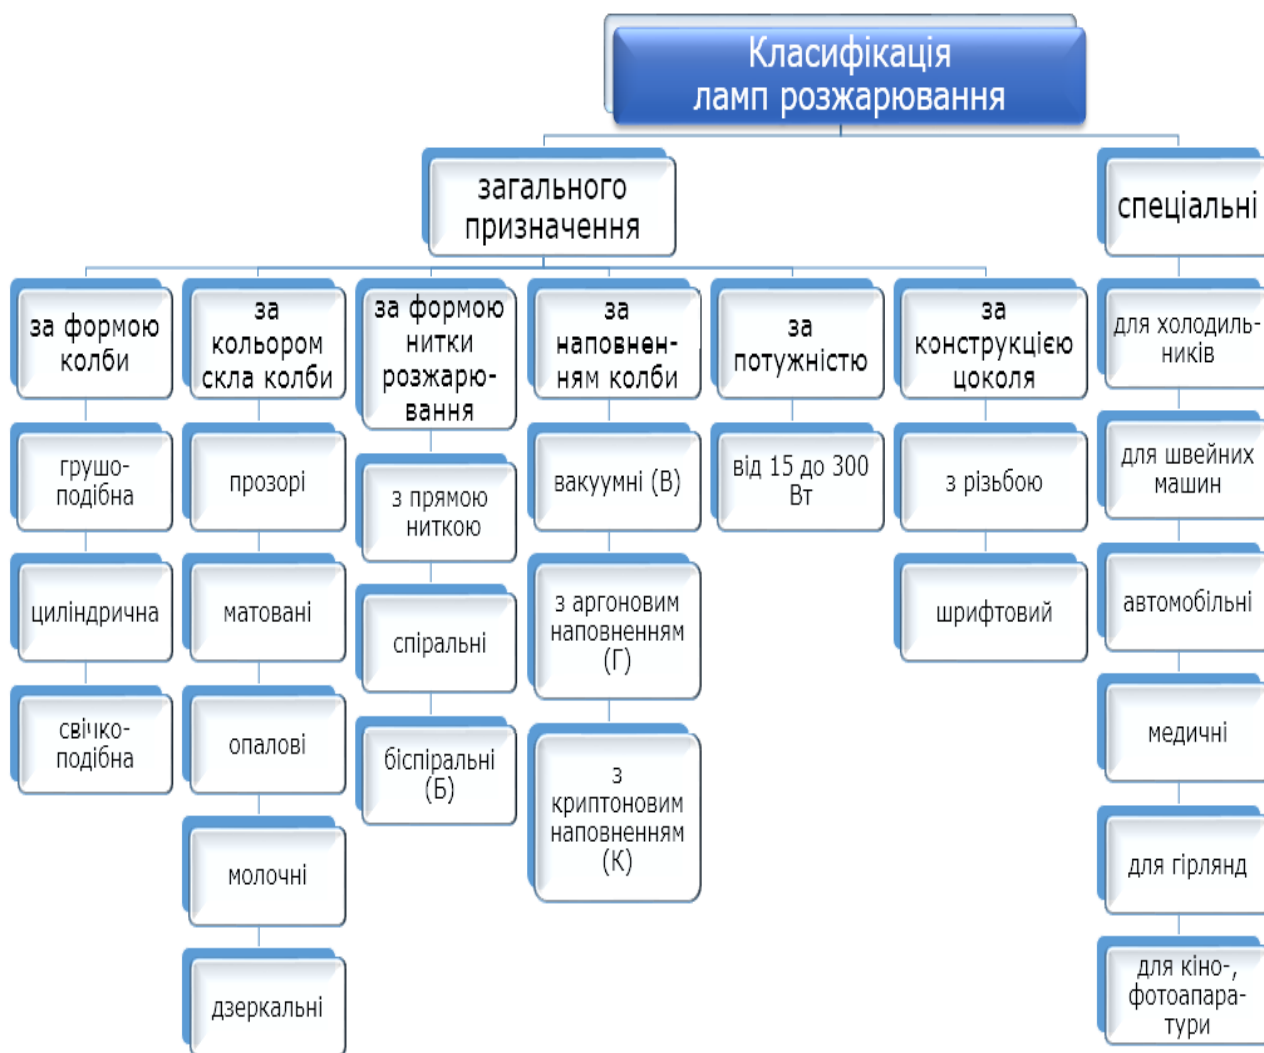 Класифікація
ламп розжарювання
загального
призначення
спеціальні
за формою
колби
за
кольором
скла колби
за формою
нитки
розжарю-
вання
за
наповнен-
ням колби
за
потужністю
за
конструкцією
цоколя
для холодиль-
ників
грушо-
подібна
прозорі
з прямою
ниткою
вакуумні (В)
від 15 до 300
Вт
з різьбою
для швейних
машин
циліндрична
матовані
спіральні
з аргоновим
наповненням
(Г)
шрифтовий
автомобільні
свічко-
подібна
опалові
біспіральні
(Б)
з
криптоновим
наповненням
(К)
медичні
молочні
для гірлянд
дзеркальні
для кіно-,
фотоапара-
тури